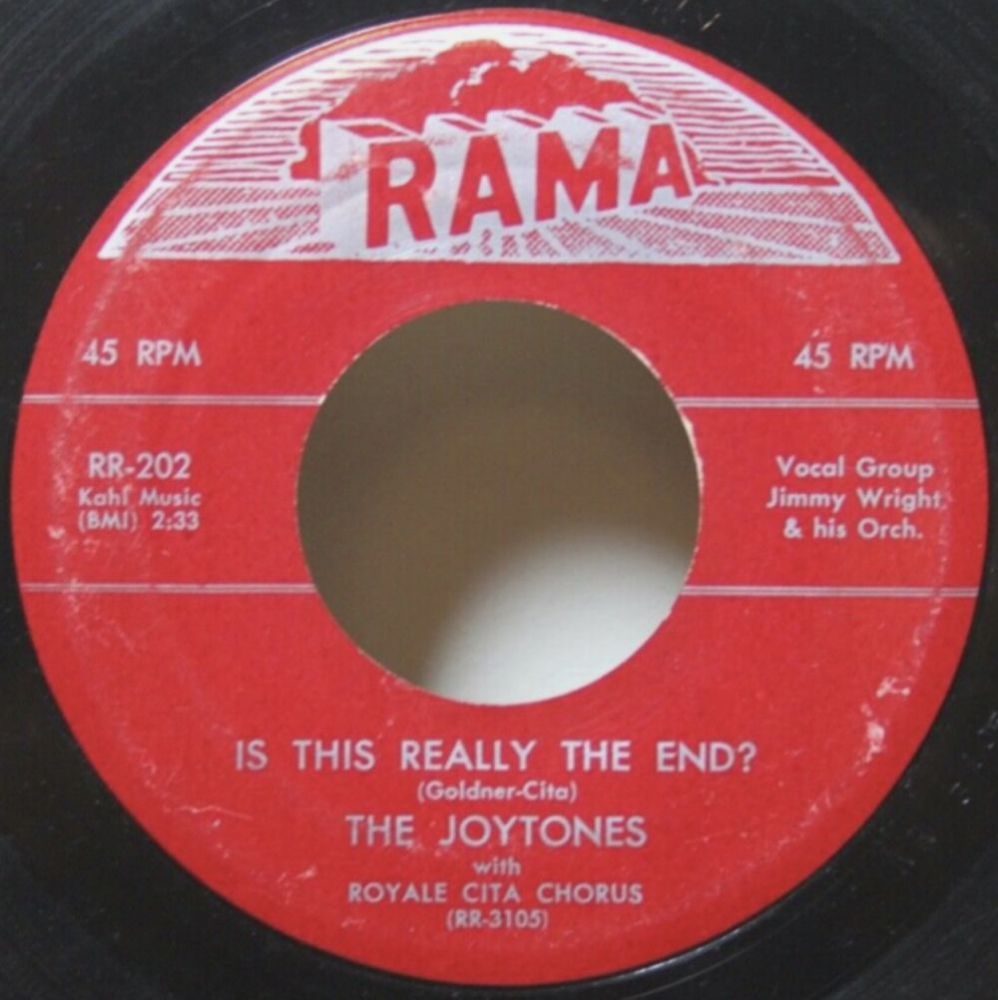 RAMA
45 RPM
45 RPM
RR-202
Kahl Music
(BMI) 2:33
Vocal Group
Jimmy Wright
& his Orch.
IS THIS REALLY THE END?
(Goldner-Cita)
THE JOYTONES
with
ROYALE CITA CHORUS
(RR-3105)